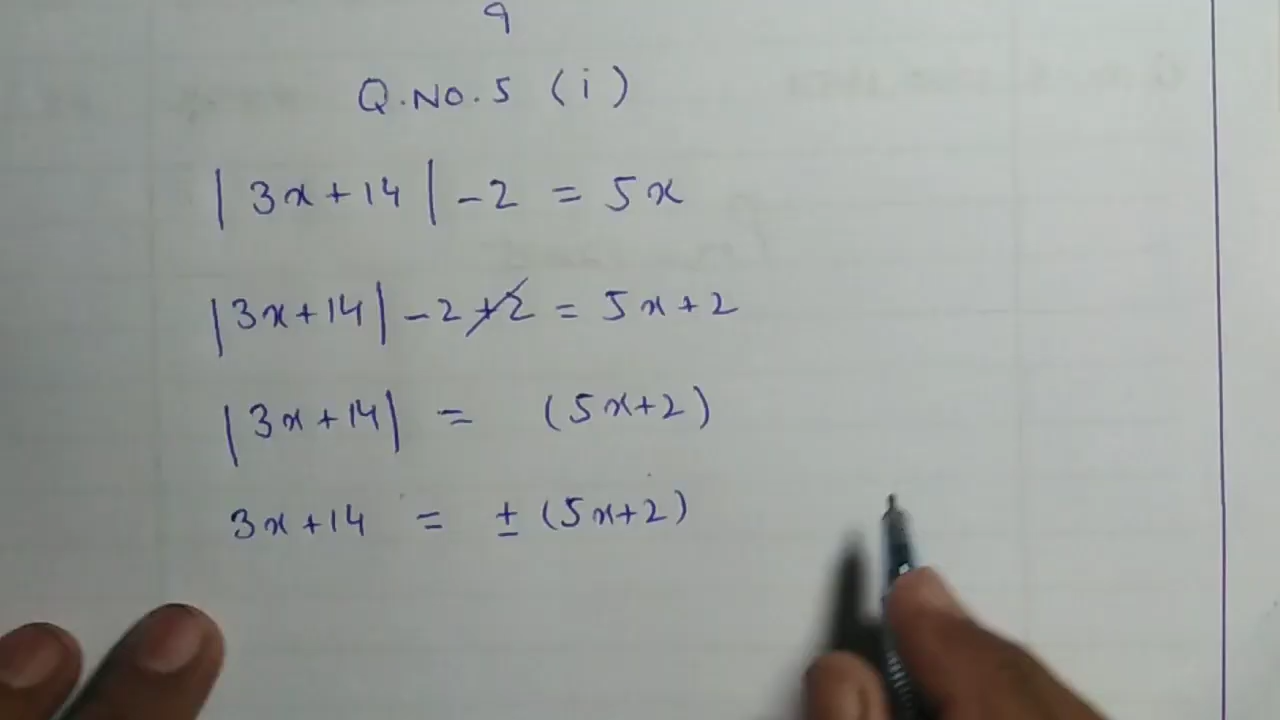 9
Q.NO.5 (i)
|3x+14|-2 = 5x
|3x+14|-2+2 = 5x+2
|3x+14| = (5x+2)
3x+14 = ±(5x+2)